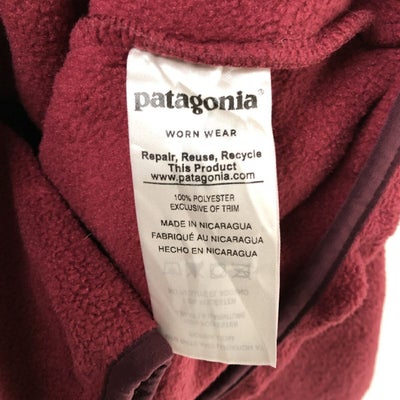 patagonia®
WORN WEAR
Repair, Reuse, Recycle
This Product
www.patagonia.com
100% POLYESTER
EXCLUSIVE OF TRIM
MADE IN NICARAGUA
FABRIQUÉ AU NICARAGUA
HECHO EN NICARAGUA